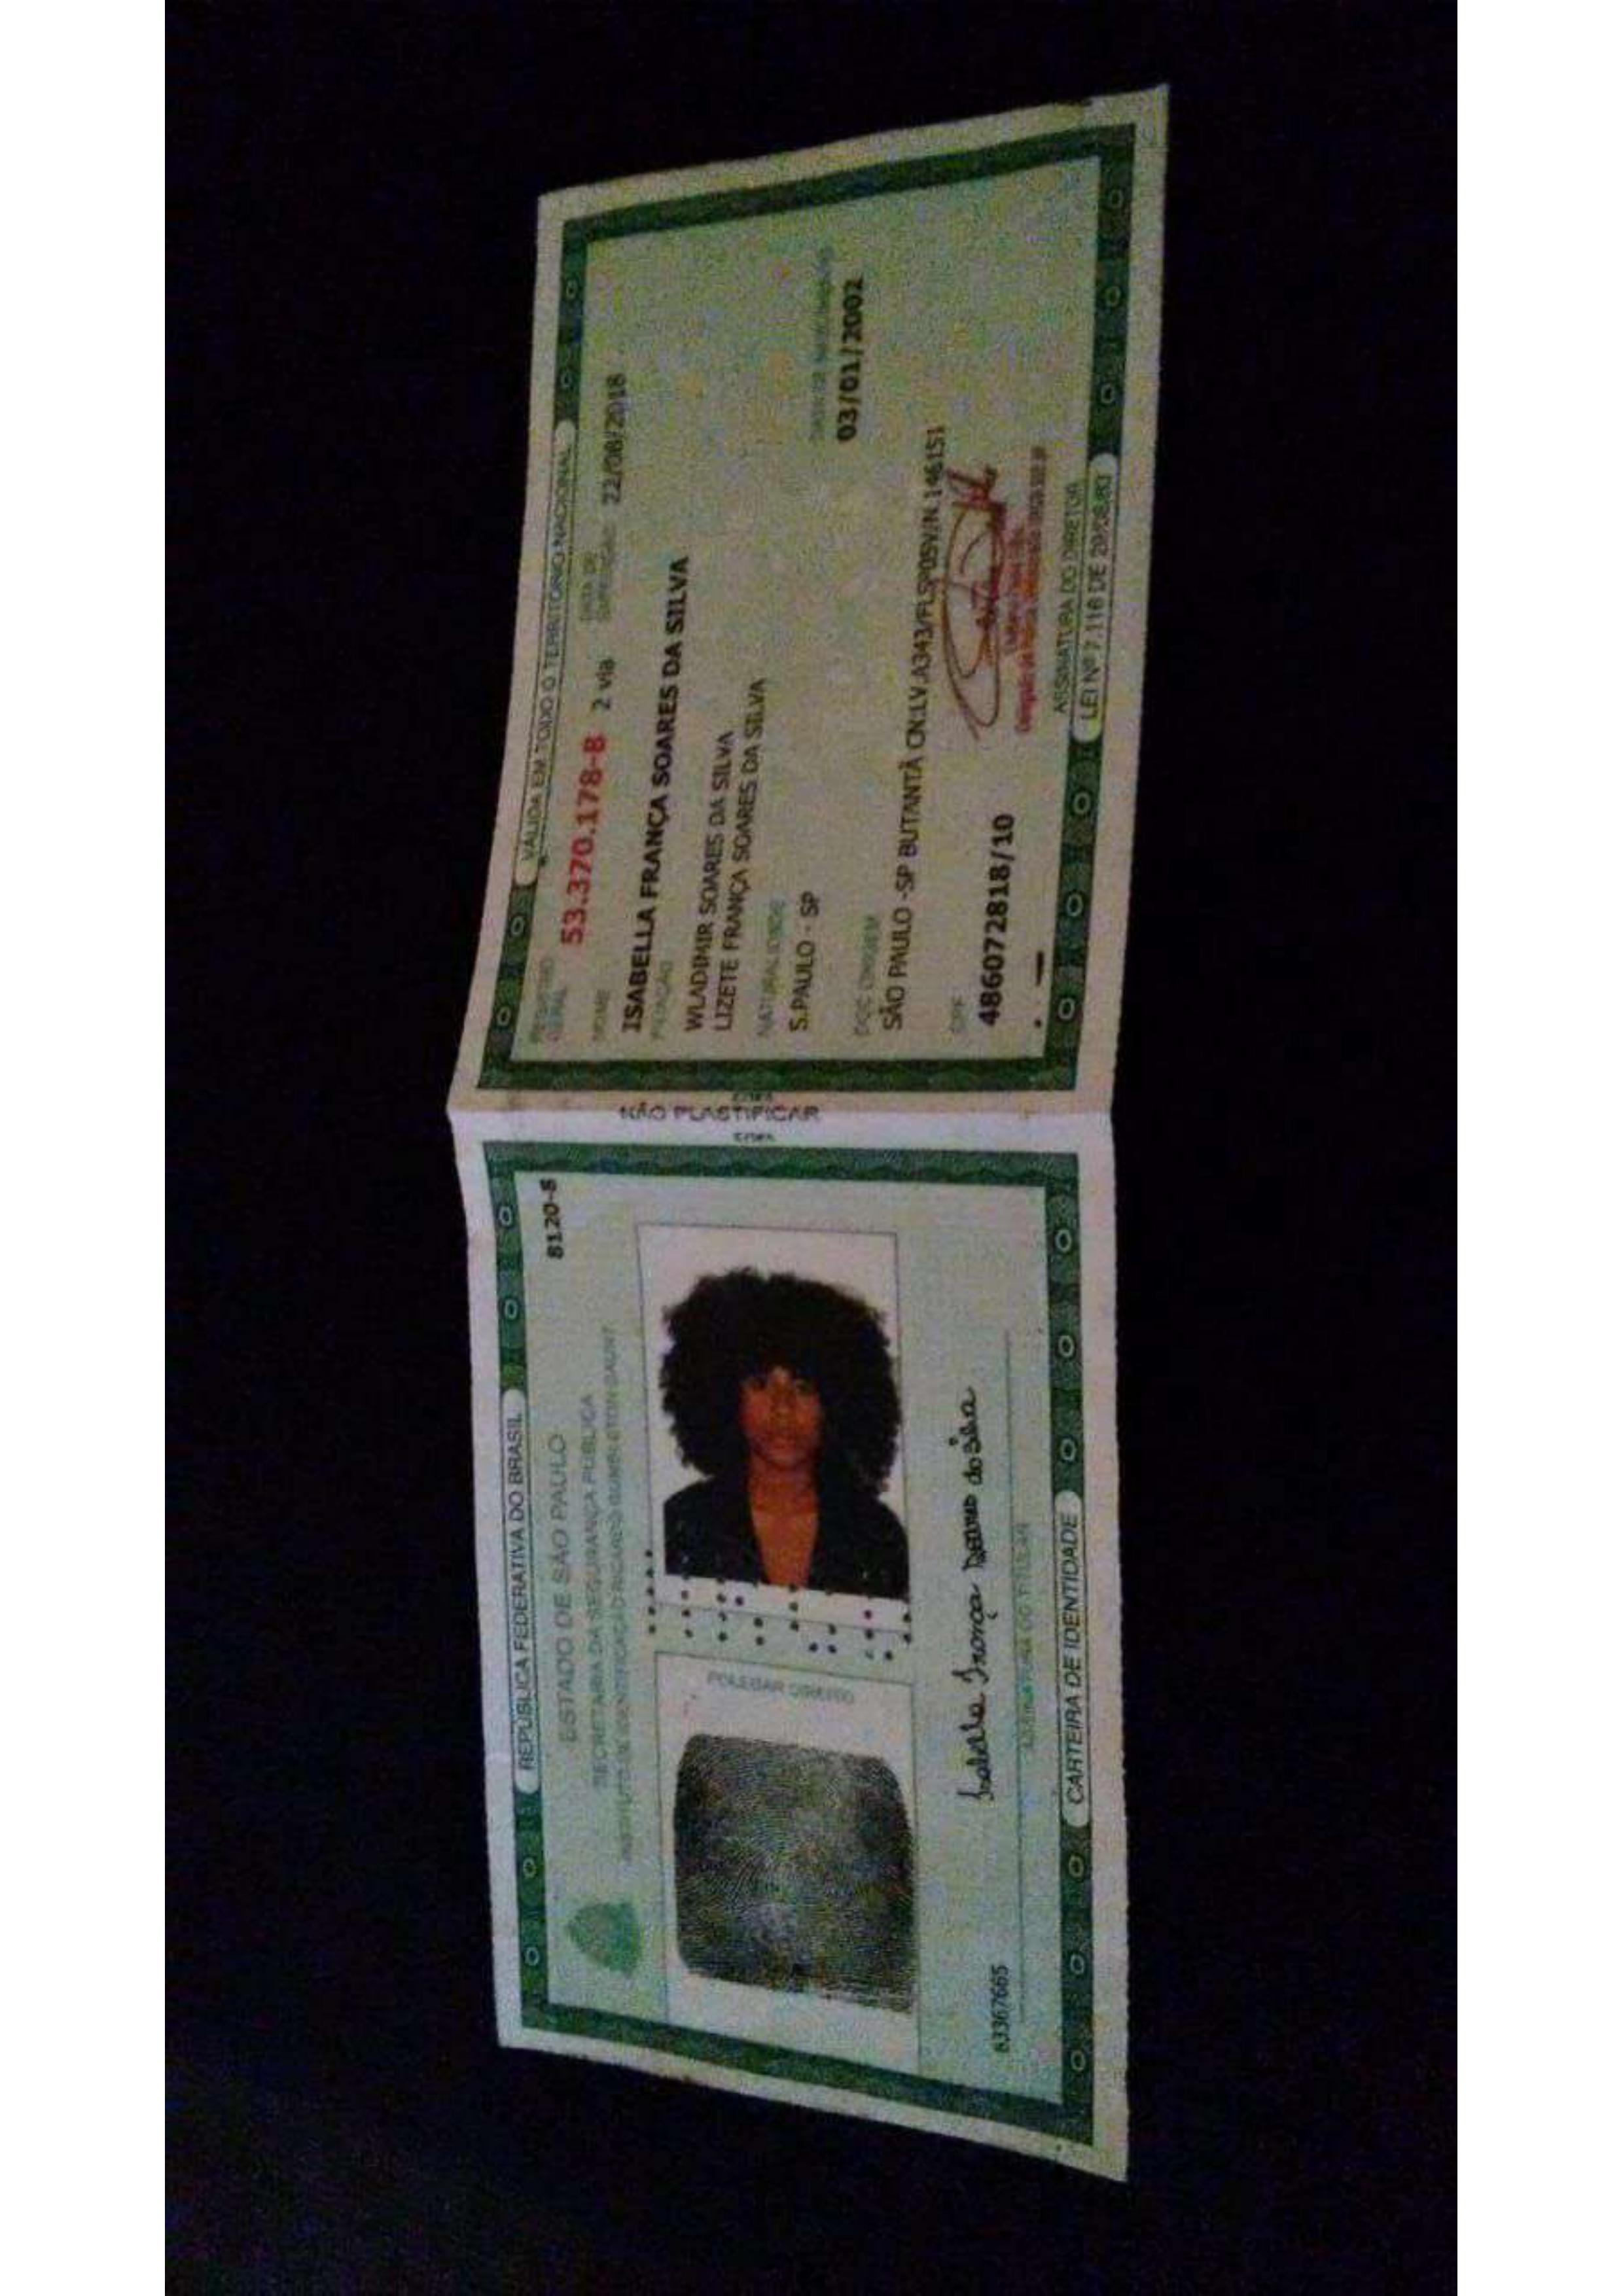 REPÚBLICA FEDERATIVA DO BRASIL
ESTADO DE SÃO PAULO
8120-8
SECRETARIA DA SEGURANÇA PÚBLICA
INSTITUTO DE IDENTIFICAÇÃO RICARDO GUMBLETON DAUNT
POLEGAR DIREITO
Isabella França Soares da Silva
63367665
ASSINATURA DO TITULAR
CARTEIRA DE IDENTIDADE
NÃO PLASTIFICAR
VÁLIDA EM TODO O TERRITÓRIO NACIONAL
REGISTRO GERAL 53.370.178-8 2 via DATA DE EXPEDIÇÃO 22/08/2018
NOME
ISABELLA FRANÇA SOARES DA SILVA
FILIAÇÃO
WLADIMIR SOARES DA SILVA
LIZETE FRANÇA SOARES DA SILVA
NATURALIDADE DATA DE NASCIMENTO
S.PAULO - SP 03/01/2002
DOC ORIGEM
SÃO PAULO -SP BUTANTÃ CN:LV.A343/FLS.205V/N.146151
CPF
486072818/10
ASSINATURA DO DIRETOR
LEI Nº 7.116 DE 29/08/83